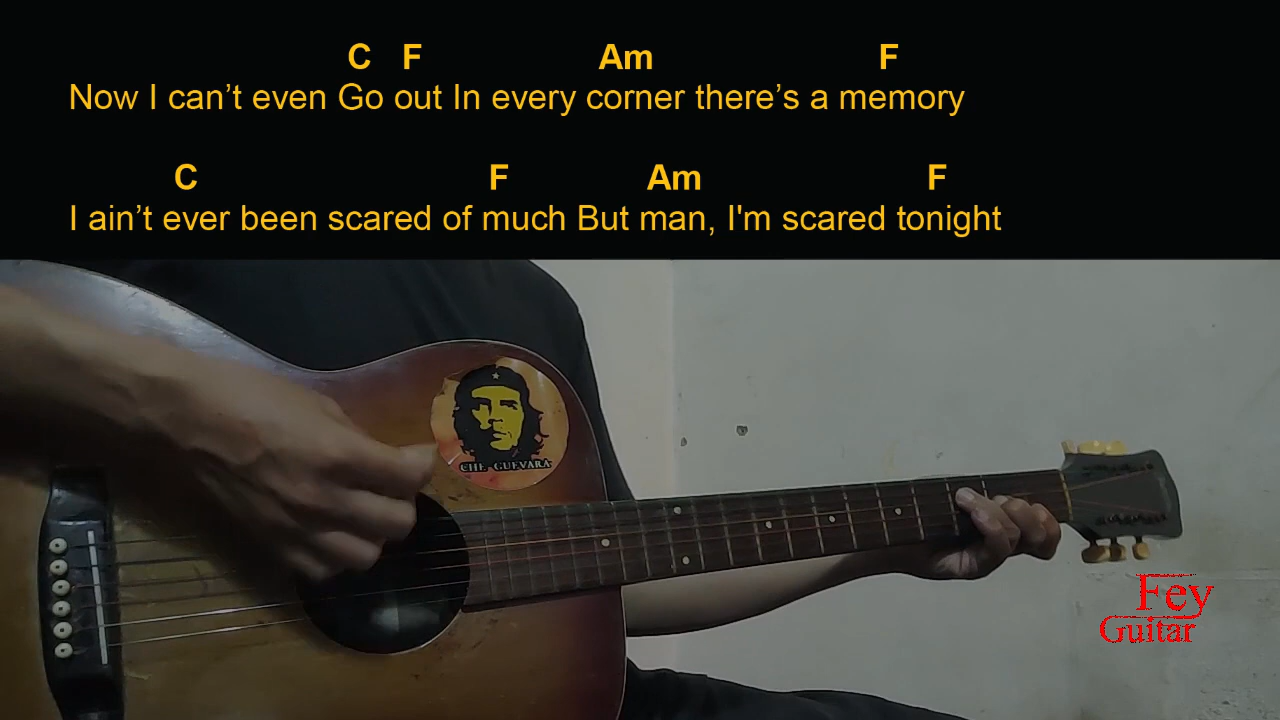 C F Am F
Now I can’t even Go out In every corner there’s a memory
C F Am F
I ain’t ever been scared of much But man, I'm scared tonight
CHE GUEVARA
Fey
Guitar